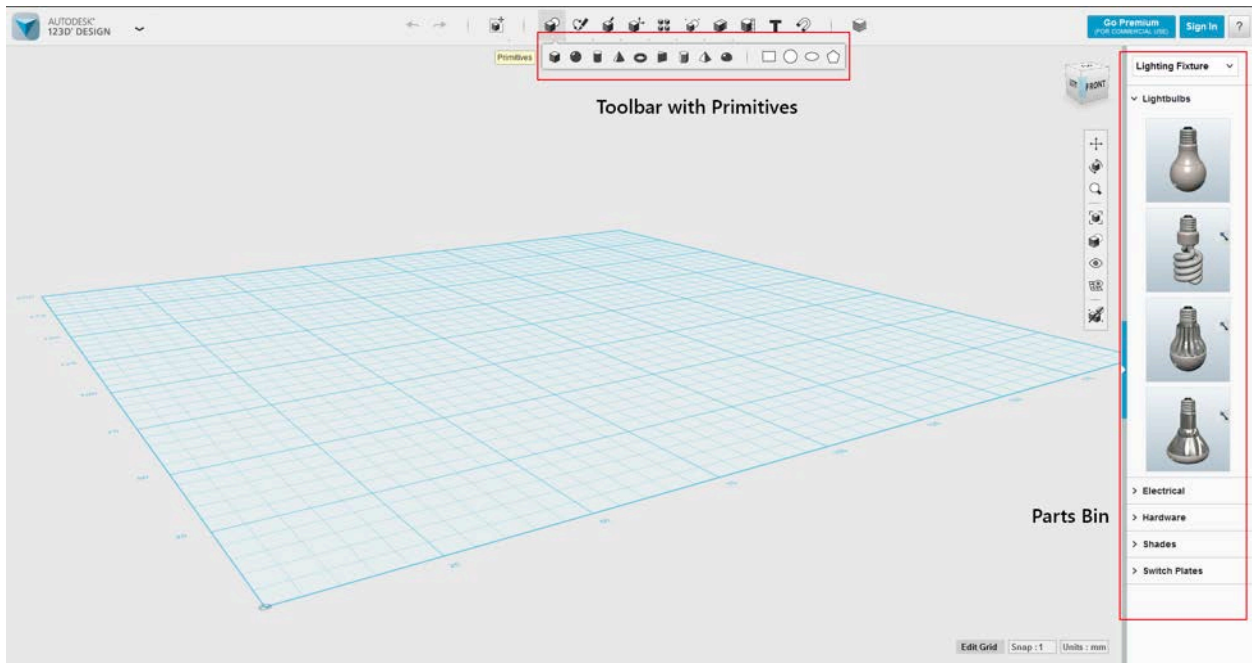 AUTODESK®
123D® DESIGN
Go Premium
(FOR COMMERCIAL USE)
Sign In
?
T
Primitives
Toolbar with Primitives
FRONT
Lighting Fixture
Lightbulbs
Parts Bin
Electrical
Hardware
Shades
Switch Plates
Edit Grid
Snap : 1
Units : mm